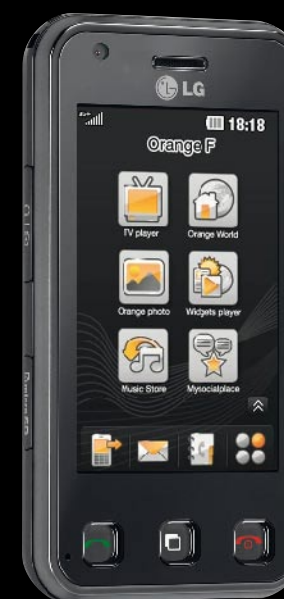 LG
18:18
Orange F
TV player
Orange World
Orange photo
Widgets player
Music Store
Mysocialplace